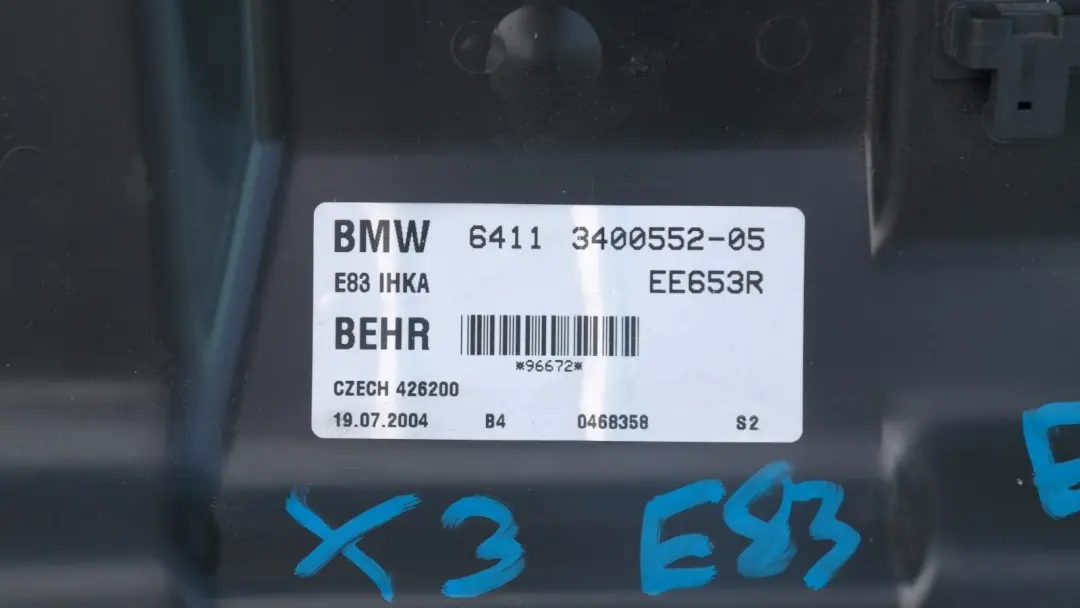 BMW 6411 3400552-05
E83 IHKA EE653R
BEHR
*96672*
CZECH 426200
19.07.2004 B4 0468358 S2
X3 E83 E